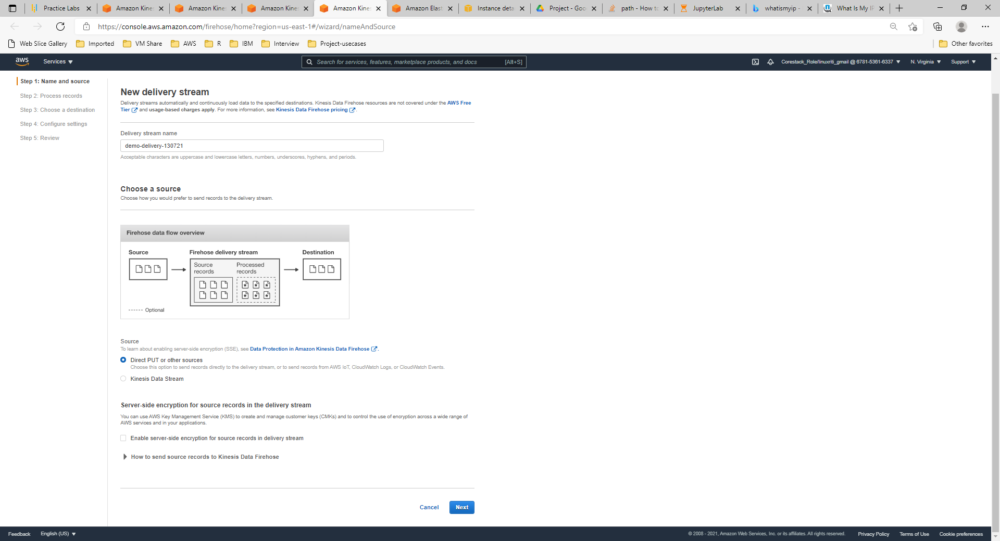 Practice Labs
Amazon Kine
Amazon Kine
Amazon Kine
Amazon Kine
Amazon Elast
Instance deta
Project - Goo
path - How to
JupyterLab
whatismyip -
What Is My IP
https://console.aws.amazon.com/firehose/home?region=us-east-1#/wizard/nameAndSource
Web Slice Gallery
Imported
VM Share
AWS
R
IBM
Interview
Project-usecases
Other favorites
aws
Services
Search for services, features, marketplace products, and docs
[Alt+S]
Corestack_Role/linuxriti_gmail @ 6781-5361-6337
N. Virginia
Support
Step 1: Name and source
Step 2: Process records
Step 3: Choose a destination
Step 4: Configure settings
Step 5: Review
New delivery stream
Delivery streams automatically and continuously load data to the specified destinations. Kinesis Data Firehose resources are not covered under the AWS Free
Tier and usage-based charges apply. For more information, see Kinesis Data Firehose pricing.
Delivery stream name
demo-delivery-130721
Acceptable characters are uppercase and lowercase letters, numbers, underscores, hyphens, and periods.
Choose a source
Choose how you would prefer to send records to the delivery stream.
Firehose data flow overview
Source
Firehose delivery stream
Destination
Source
records
Processed
records
Optional
Source
To learn about enabling server-side encryption (SSE), see Data Protection in Amazon Kinesis Data Firehose.
Direct PUT or other sources
Choose this option to send records directly to the delivery stream, or to send records from AWS IoT, CloudWatch Logs, or CloudWatch Events.
Kinesis Data Stream
Server-side encryption for source records in the delivery stream
You can use AWS Key Management Service (KMS) to create and manage customer keys (CMKs) and to control the use of encryption across a wide range of
AWS services and in your applications.
Enable server-side encryption for source records in delivery stream
How to send source records to Kinesis Data Firehose
Cancel
Next
Feedback
English (US)
© 2008 - 2021, Amazon Web Services, Inc. or its affiliates. All rights reserved.
Privacy Policy
Terms of Use
Cookie preferences